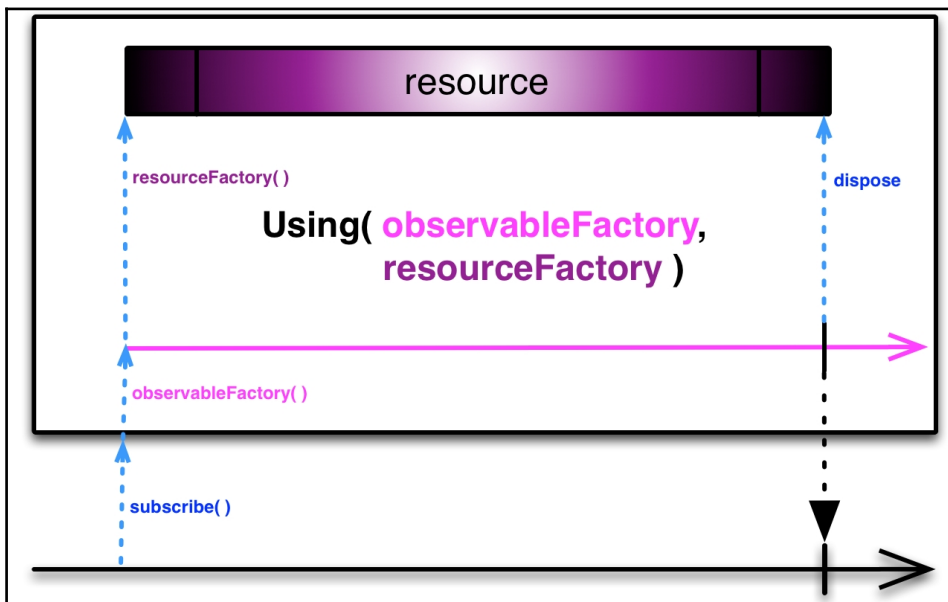 resource
resourceFactory( )
dispose
Using( observableFactory,
resourceFactory )
observableFactory( )
subscribe( )